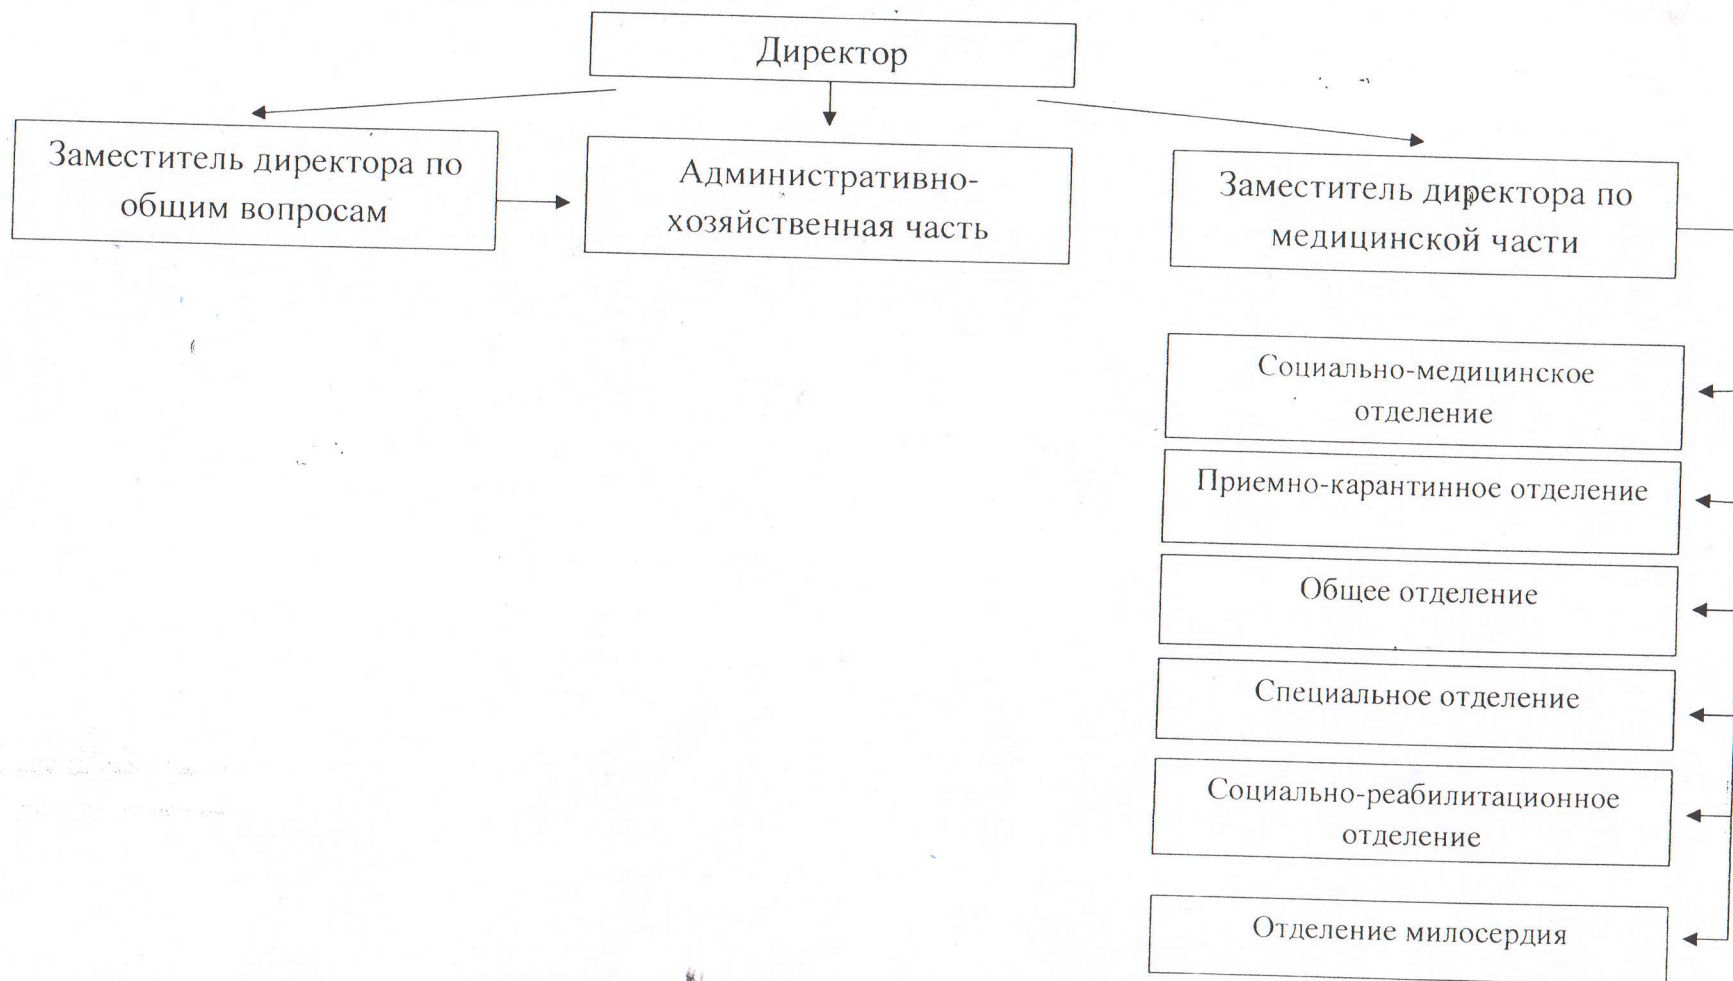 Директор
Заместитель директора по
общим вопросам
Административно-
хозяйственная часть
Заместитель директора по
медицинской части
Социально-медицинское
отделение
Приемно-карантинное отделение
Общее отделение
Специальное отделение
Социально-реабилитационное
отделение
Отделение милосердия